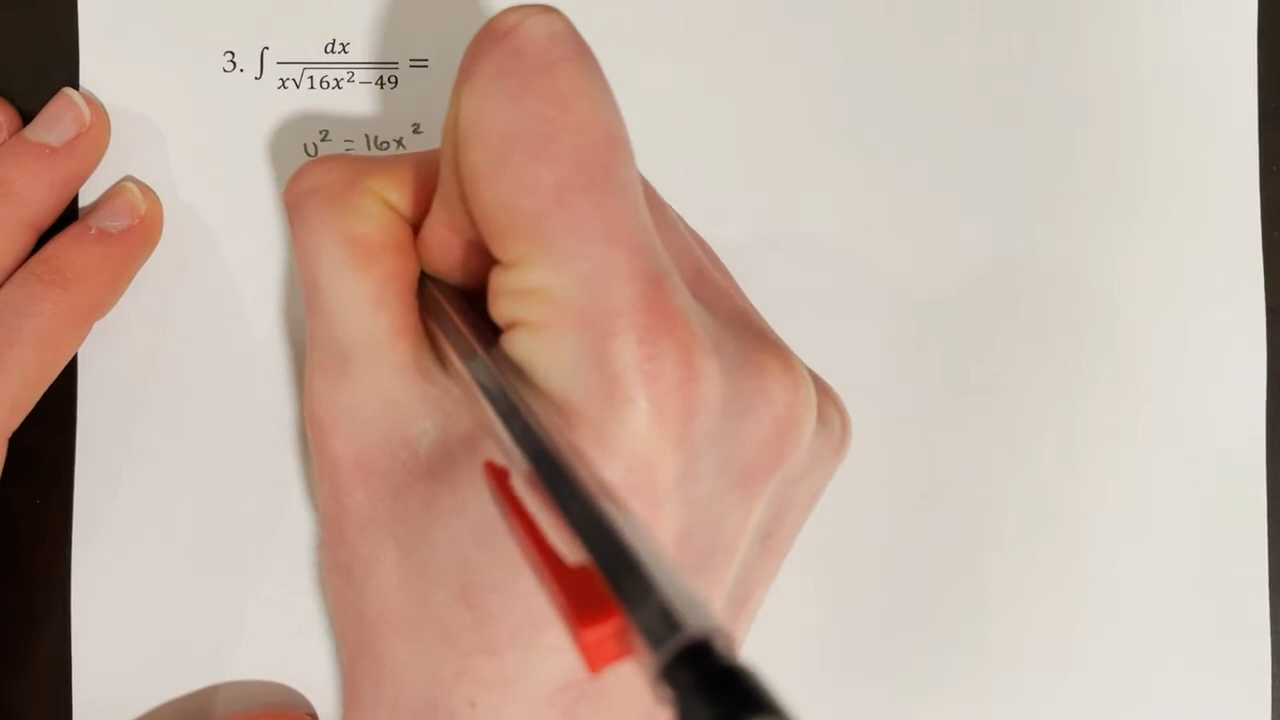 3. ∫ dx / x√16x²−49 =
u² = 16x²